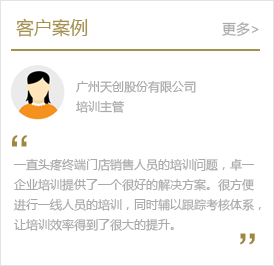 客户案例
更多>
广州天创股份有限公司
培训主管
“
一直头疼终端门店销售人员的培训问题，卓一
企业培训提供了一个很好的解决方案。很方便
进行一线人员的培训，同时辅以跟踪考核体系，
让培训效率得到了很大的提升。
”